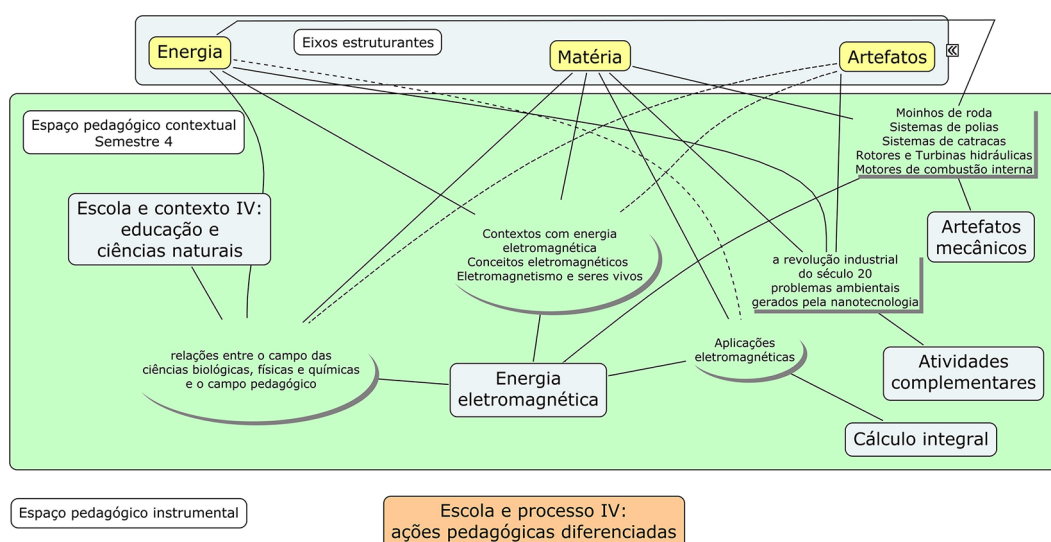 Energia
Eixos estruturantes
Matéria
Artefatos
Espaço pedagógico contextual
Semestre 4
Moinhos de roda
Sistemas de polias
Sistemas de catracas
Rotores e Turbinas hidráulicas
Motores de combustão interna
Escola e contexto IV:
educação e
ciências naturais
Artefatos
mecânicos
Contextos com energia
eletromagnética
Conceitos eletromagnéticos
Eletromagnetismo e seres vivos
a revolução industrial
do século 20
problemas ambientais
gerados pela nanotecnologia
relações entre o campo das
ciências biológicas, físicas e químicas
e o campo pedagógico
Aplicações
eletromagnéticas
Energia
eletromagnética
Atividades
complementares
Cálculo integral
Espaço pedagógico instrumental
Escola e processo IV:
ações pedagógicas diferenciadas